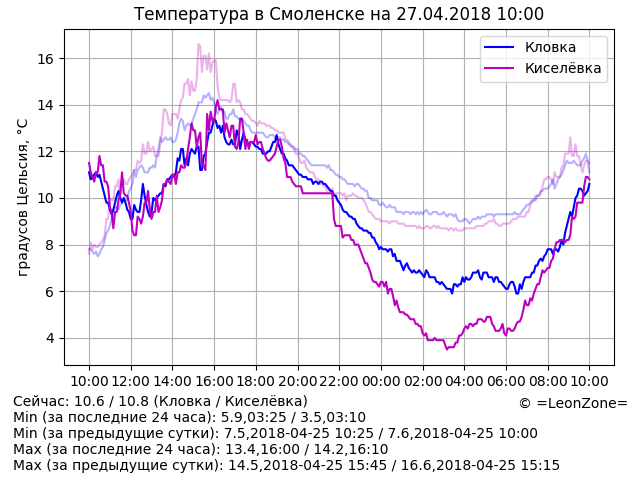 Температура в Смоленске на 27.04.2018 10:00
градусов Цельсия, °C
16
14
12
10
8
6
4
Кловка
Киселёвка
10:00 12:00 14:00 16:00 18:00 20:00 22:00 00:00 02:00 04:00 06:00 08:00 10:00
Сейчас: 10.6 / 10.8 (Кловка / Киселёвка)
© =LeonZone=
Min (за последние 24 часа): 5.9,03:25 / 3.5,03:10
Min (за предыдущие сутки): 7.5,2018-04-25 10:25 / 7.6,2018-04-25 10:00
Max (за последние 24 часа): 13.4,16:00 / 14.2,16:10
Max (за предыдущие сутки): 14.5,2018-04-25 15:45 / 16.6,2018-04-25 15:15